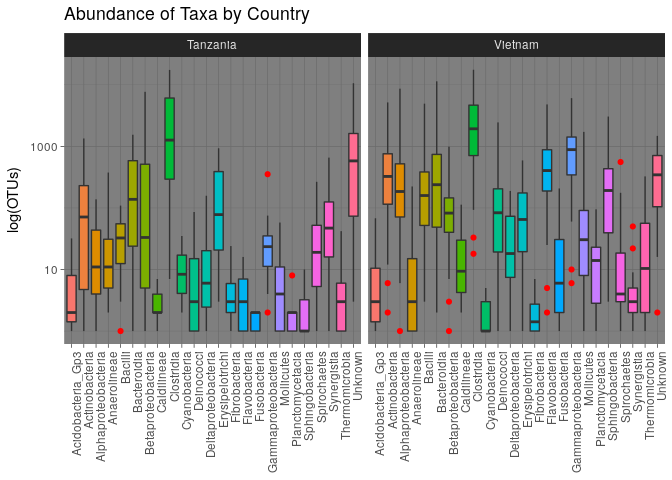 Abundance of Taxa by Country
Tanzania
Vietnam
log(OTUs)
1000
10
Acidobacteria_Gp3
Actinobacteria
Alphaproteobacteria
Anaerolineae
Bacilli
Bacteroidia
Betaproteobacteria
Caldilineae
Clostridia
Cyanobacteria
Deinococci
Deltaproteobacteria
Erysipelotrichi
Fibrobacteria
Flavobacteria
Fusobacteria
Gammaproteobacteria
Mollicutes
Planctomycetacia
Sphingobacteria
Spirochaetes
Synergistia
Thermomicrobia
Unknown
Acidobacteria_Gp3
Actinobacteria
Alphaproteobacteria
Anaerolineae
Bacilli
Bacteroidia
Betaproteobacteria
Caldilineae
Clostridia
Cyanobacteria
Deinococci
Deltaproteobacteria
Erysipelotrichi
Fibrobacteria
Flavobacteria
Fusobacteria
Gammaproteobacteria
Mollicutes
Planctomycetacia
Sphingobacteria
Spirochaetes
Synergistia
Thermomicrobia
Unknown